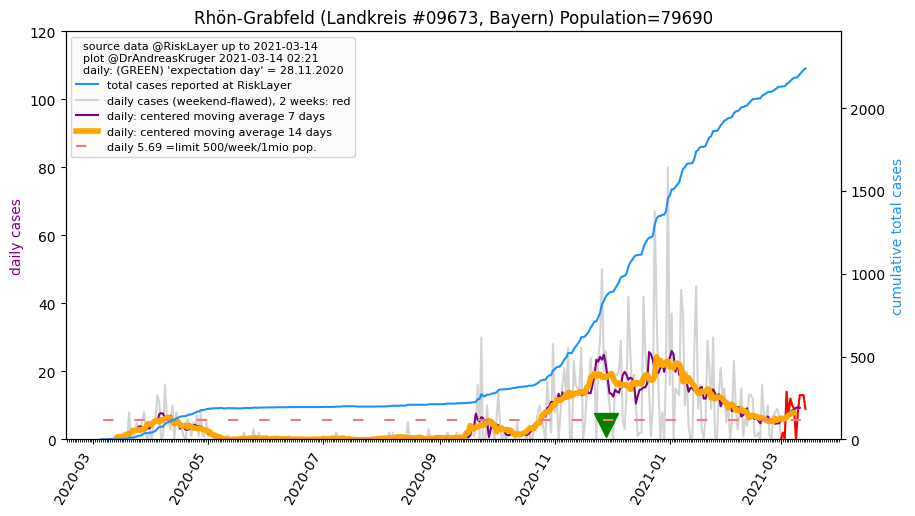 Rhön-Grabfeld (Landkreis #09673, Bayern) Population=79690
source data @RiskLayer up to 2021-03-14
plot @DrAndreasKruger 2021-03-14 02:21
daily: (GREEN) 'expectation day' = 28.11.2020
total cases reported at RiskLayer
daily cases (weekend-flawed), 2 weeks: red
daily: centered moving average 7 days
daily: centered moving average 14 days
daily 5.69 =limit 500/week/1mio pop.
daily cases
120
100
80
60
40
20
0
cumulative total cases
2000
1500
1000
500
0
2020-03
2020-05
2020-07
2020-09
2020-11
2021-01
2021-03